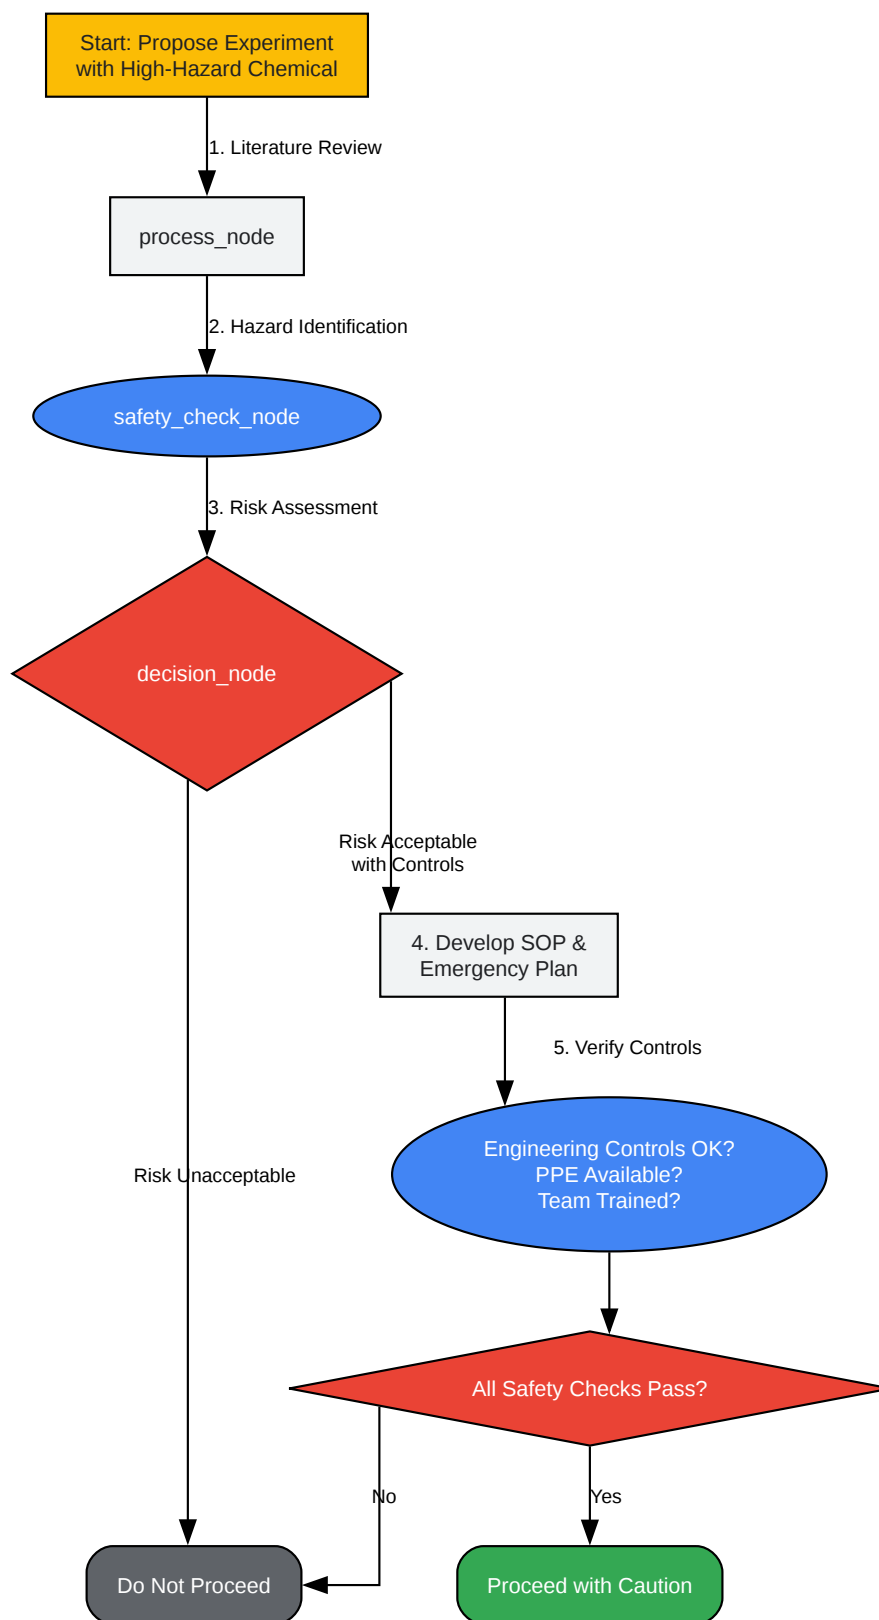 Start: Propose Experiment
with High-Hazard Chemical
1. Literature Review
process_node
2. Hazard Identification
safety_check_node
3. Risk Assessment
decision_node
Risk Acceptable
with Controls
4. Develop SOP &
Emergency Plan
5. Verify Controls
Engineering Controls OK?
PPE Available?
Team Trained?
Risk Unacceptable
All Safety Checks Pass?
No
Yes
Do Not Proceed
Proceed with Caution